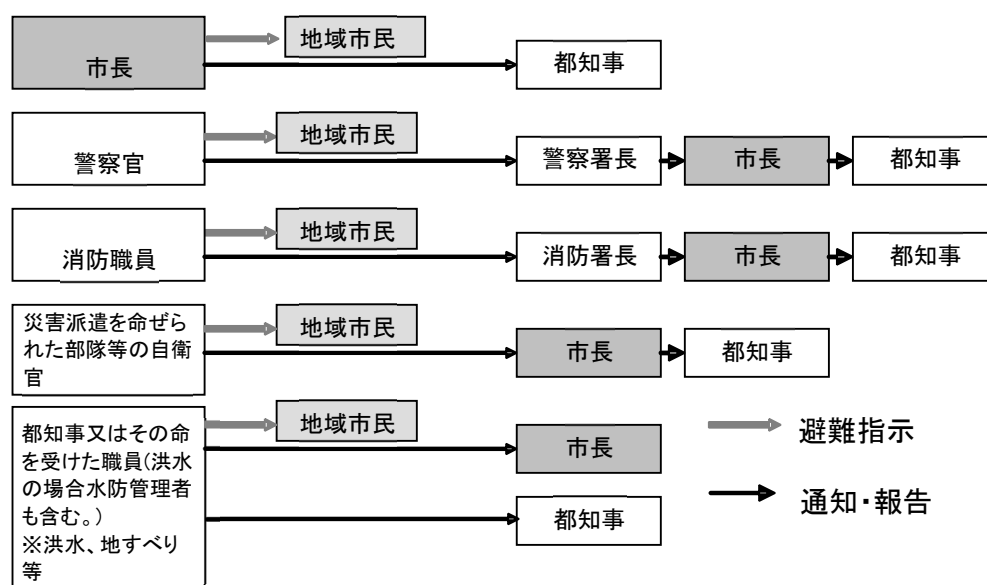 地域市民
市長
都知事
地域市民
警察官
警察署長
市長
都知事
地域市民
消防職員
消防署長
市長
都知事
災害派遣を命ぜら
れた部隊等の自衛
官
地域市民
市長
都知事
都知事又はその命
を受けた職員(洪水
の場合水防管理者
も含む。)
※洪水、地すべり
等
地域市民
市長
都知事
避難指示
通知・報告